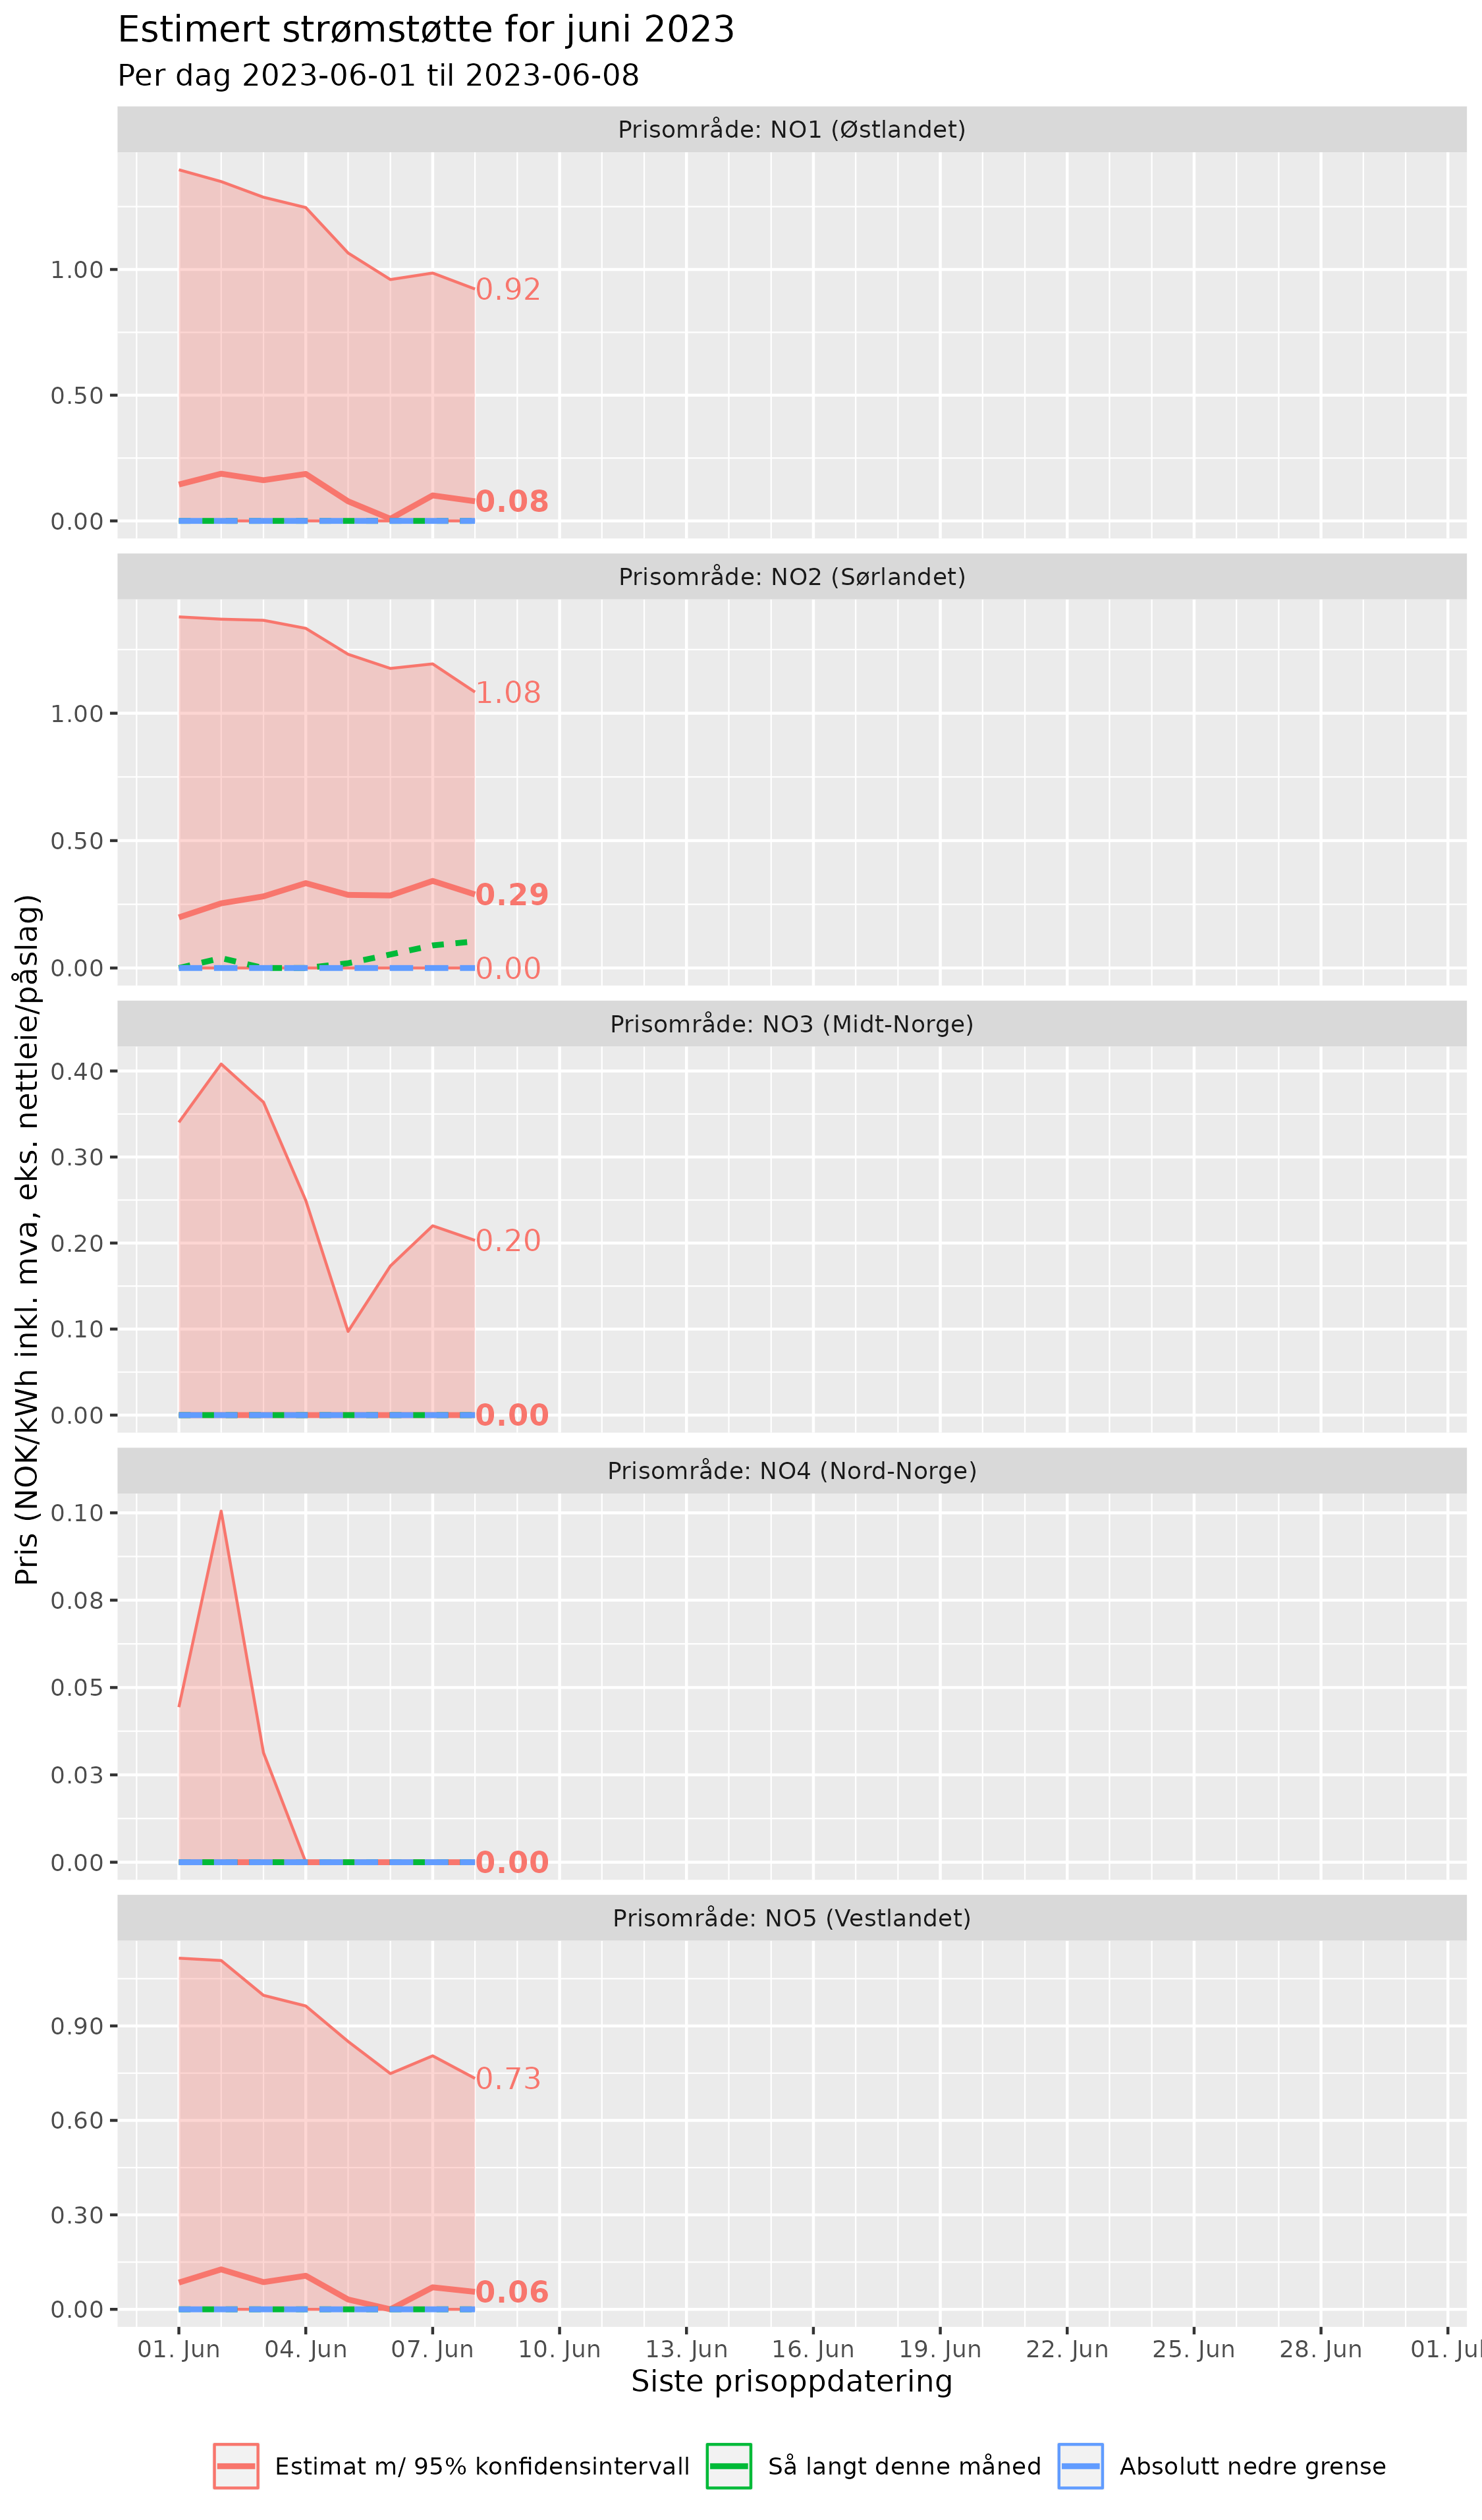 Estimert strømstøtte for juni 2023
Per dag 2023-06-01 til 2023-06-08
Pris (NOK/kWh inkl. mva, eks. nettleie/påslag)
Prisområde: NO1 (Østlandet)
1.00
0.50
0.00
0.92
0.08
Prisområde: NO2 (Sørlandet)
1.00
0.50
0.00
1.08
0.29
0.00
Prisområde: NO3 (Midt-Norge)
0.40
0.30
0.20
0.10
0.00
0.20
0.00
Prisområde: NO4 (Nord-Norge)
0.10
0.08
0.05
0.03
0.00
0.00
Prisområde: NO5 (Vestlandet)
0.90
0.60
0.30
0.00
0.73
0.06
01. Jun 04. Jun 07. Jun 10. Jun 13. Jun 16. Jun 19. Jun 22. Jun 25. Jun 28. Jun 01. Jul
Siste prisoppdatering
Estimat m/ 95% konfidensintervall Så langt denne måned Absolutt nedre grense